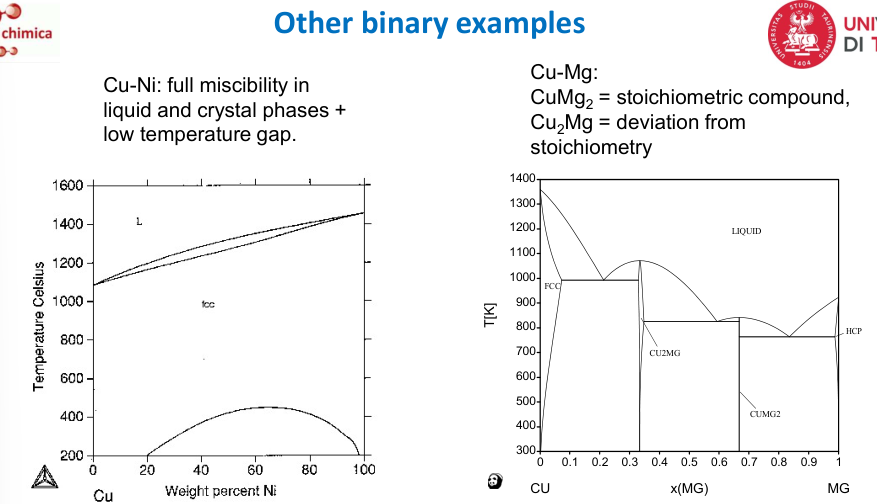 Other binary examples
chimica
UNIVERSITAS STUDII TAURINENSIS
1404
UNI
DI T
Cu-Ni: full miscibility in
liquid and crystal phases +
low temperature gap.
Cu-Mg:
CuMg2 = stoichiometric compound,
Cu2Mg = deviation from
stoichiometry
1600
1400
1200
1000
800
600
400
200
Temperature Celsius
L
fcc
0 20 40 60 80 100
Cu
Weight percent Ni
1400
1300
1200
1100
1000
900
800
700
600
500
400
300
T[K]
LIQUID
FCC
HCP
CU2MG
CUMG2
0 0.1 0.2 0.3 0.4 0.5 0.6 0.7 0.8 0.9 1
CU x(MG) MG